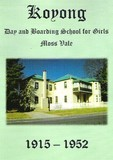 Koyong
Day and Boarding School for Girls
Moss Vale
1915 – 1952